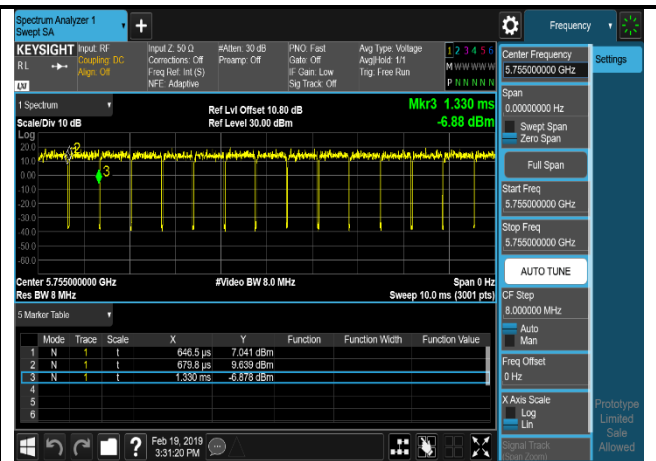 Spectrum Analyzer 1
Swept SA
Frequency
KEYSIGHT
RL
LXI
Input: RF
Coupling: DC
Align: Off
Input Z: 50 Ω
Corrections: Off
Freq Ref: Int (S)
NFE: Adaptive
#Atten: 30 dB
Preamp: Off
PNO: Fast
Gate: Off
IF Gain: Low
Sig Track: Off
Avg Type: Voltage
Avg|Hold: 1/1
Trig: Free Run
1 2 3 4 5 6
M W W W W W
P N N N N N
1 Spectrum
Scale/Div 10 dB
Ref Lvl Offset 10.80 dB
Ref Level 30.00 dBm
Mkr3 1.330 ms
-6.88 dBm
Log
20.0
10.0
0.00
-10.0
-20.0
-30.0
-40.0
-50.0
-60.0
2
3
Center 5.755000000 GHz
#Video BW 8.0 MHz
Span 0 Hz
Res BW 8 MHz
Sweep 10.0 ms (3001 pts)
5 Marker Table
Mode Trace Scale X Y Function Function Width Function Value
1 N 1 t 646.5 µs 7.041 dBm
2 N 1 t 679.8 µs 9.639 dBm
3 N 1 t 1.330 ms -6.878 dBm
4
5
6
Feb 19, 2019
3:31:20 PM
Center Frequency
5.755000000 GHz
Span
0.00000000 Hz
Swept Span
Zero Span
Full Span
Start Freq
5.755000000 GHz
Stop Freq
5.755000000 GHz
AUTO TUNE
CF Step
8.000000 MHz
Auto
Man
Freq Offset
0 Hz
X Axis Scale
Log
Lin
Signal Track
(Span Zoom)
Settings
Prototype
Limited
Sale
Allowed